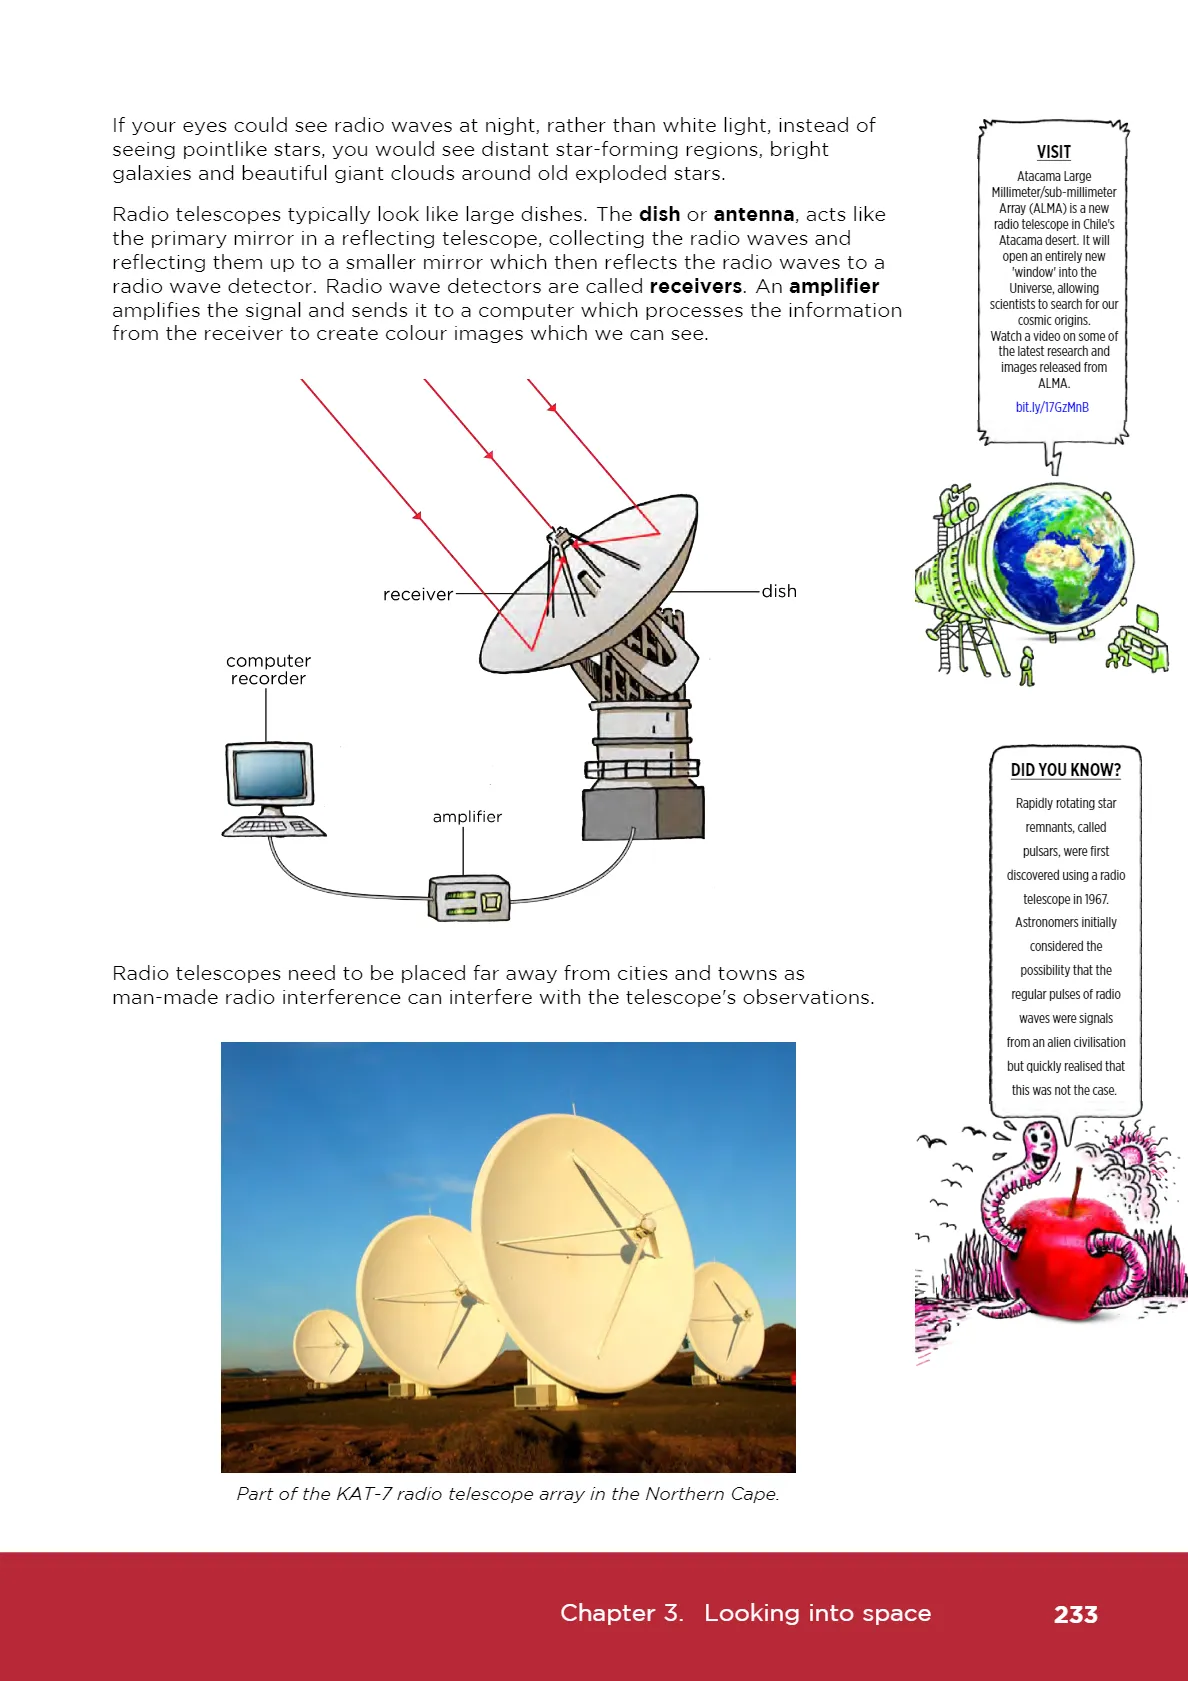 If your eyes could see radio waves at night, rather than white light, instead of
seeing pointlike stars, you would see distant star-forming regions, bright
galaxies and beautiful giant clouds around old exploded stars.
Radio telescopes typically look like large dishes. The dish or antenna, acts like
the primary mirror in a reflecting telescope, collecting the radio waves and
reflecting them up to a smaller mirror which then reflects the radio waves to a
radio wave detector. Radio wave detectors are called receivers. An amplifier
amplifies the signal and sends it to a computer which processes the information
from the receiver to create colour images which we can see.
receiver
dish
computer
recorder
amplifier
Radio telescopes need to be placed far away from cities and towns as
man-made radio interference can interfere with the telescope's observations.
Part of the KAT-7 radio telescope array in the Northern Cape.
VISIT
Atacama Large
Millimeter/sub-millimeter
Array (ALMA) is a new
radio telescope in Chile's
Atacama desert. It will
open an entirely new
'window' into the
Universe, allowing
scientists to search for our
cosmic origins.
Watch a video on some of
the latest research and
images released from
ALMA.
bit.ly/17GzMnB
DID YOU KNOW?
Rapidly rotating star
remnants, called
pulsars, were first
discovered using a radio
telescope in 1967.
Astronomers initially
considered the
possibility that the
regular pulses of radio
waves were signals
from an alien civilisation
but quickly realised that
this was not the case.
Chapter 3. Looking into space
233